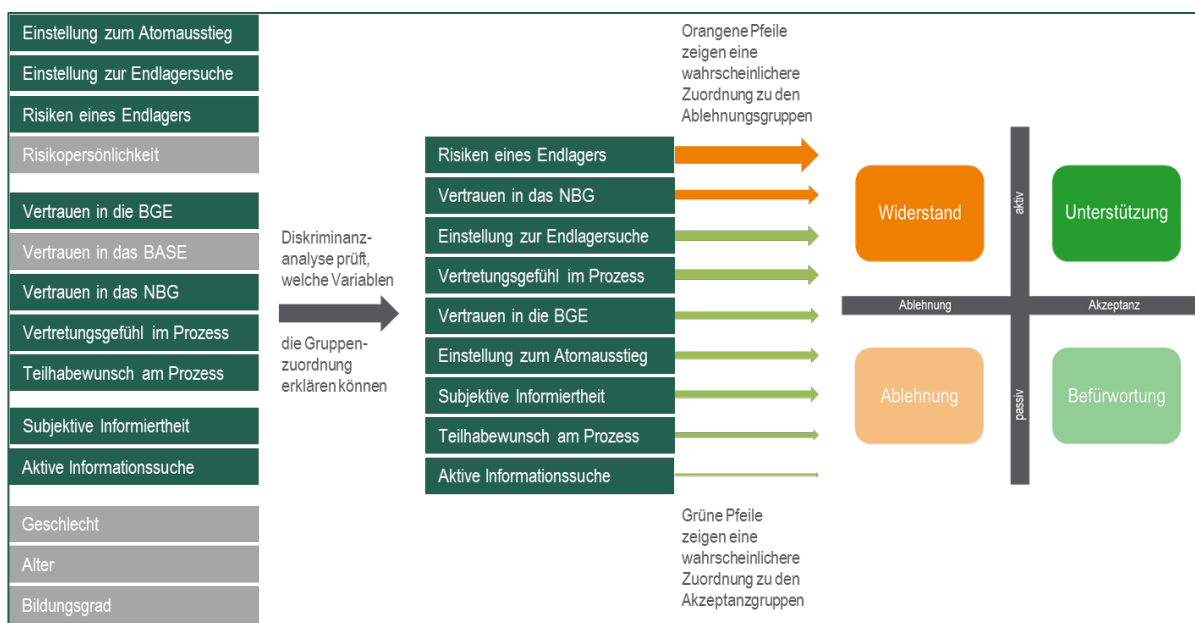 Einstellung zum Atomausstieg
Einstellung zur Endlagersuche
Risiken eines Endlagers
Risikopersönlichkeit
Vertrauen in die BGE
Vertrauen in das BASE
Vertrauen in das NBG
Vertretungsgefühl im Prozess
Teilhabewunsch am Prozess
Subjektive Informiertheit
Aktive Informationssuche
Geschlecht
Alter
Bildungsgrad
Diskriminanz-
analyse prüft,
welche Variablen
die Gruppen-
zuordnung
erklären können
Risiken eines Endlagers
Vertrauen in das NBG
Einstellung zur Endlagersuche
Vertretungsgefühl im Prozess
Vertrauen in die BGE
Einstellung zum Atomausstieg
Subjektive Informiertheit
Teilhabewunsch am Prozess
Aktive Informationssuche
Orangene Pfeile
zeigen eine
wahrscheinlichere
Zuordnung zu den
Ablehnungsgruppen
Grüne Pfeile
zeigen eine
wahrscheinlichere
Zuordnung zu den
Akzeptanzgruppen
Widerstand
aktiv
Unterstützung
Ablehnung
Akzeptanz
Ablehnung
passiv
Befürwortung